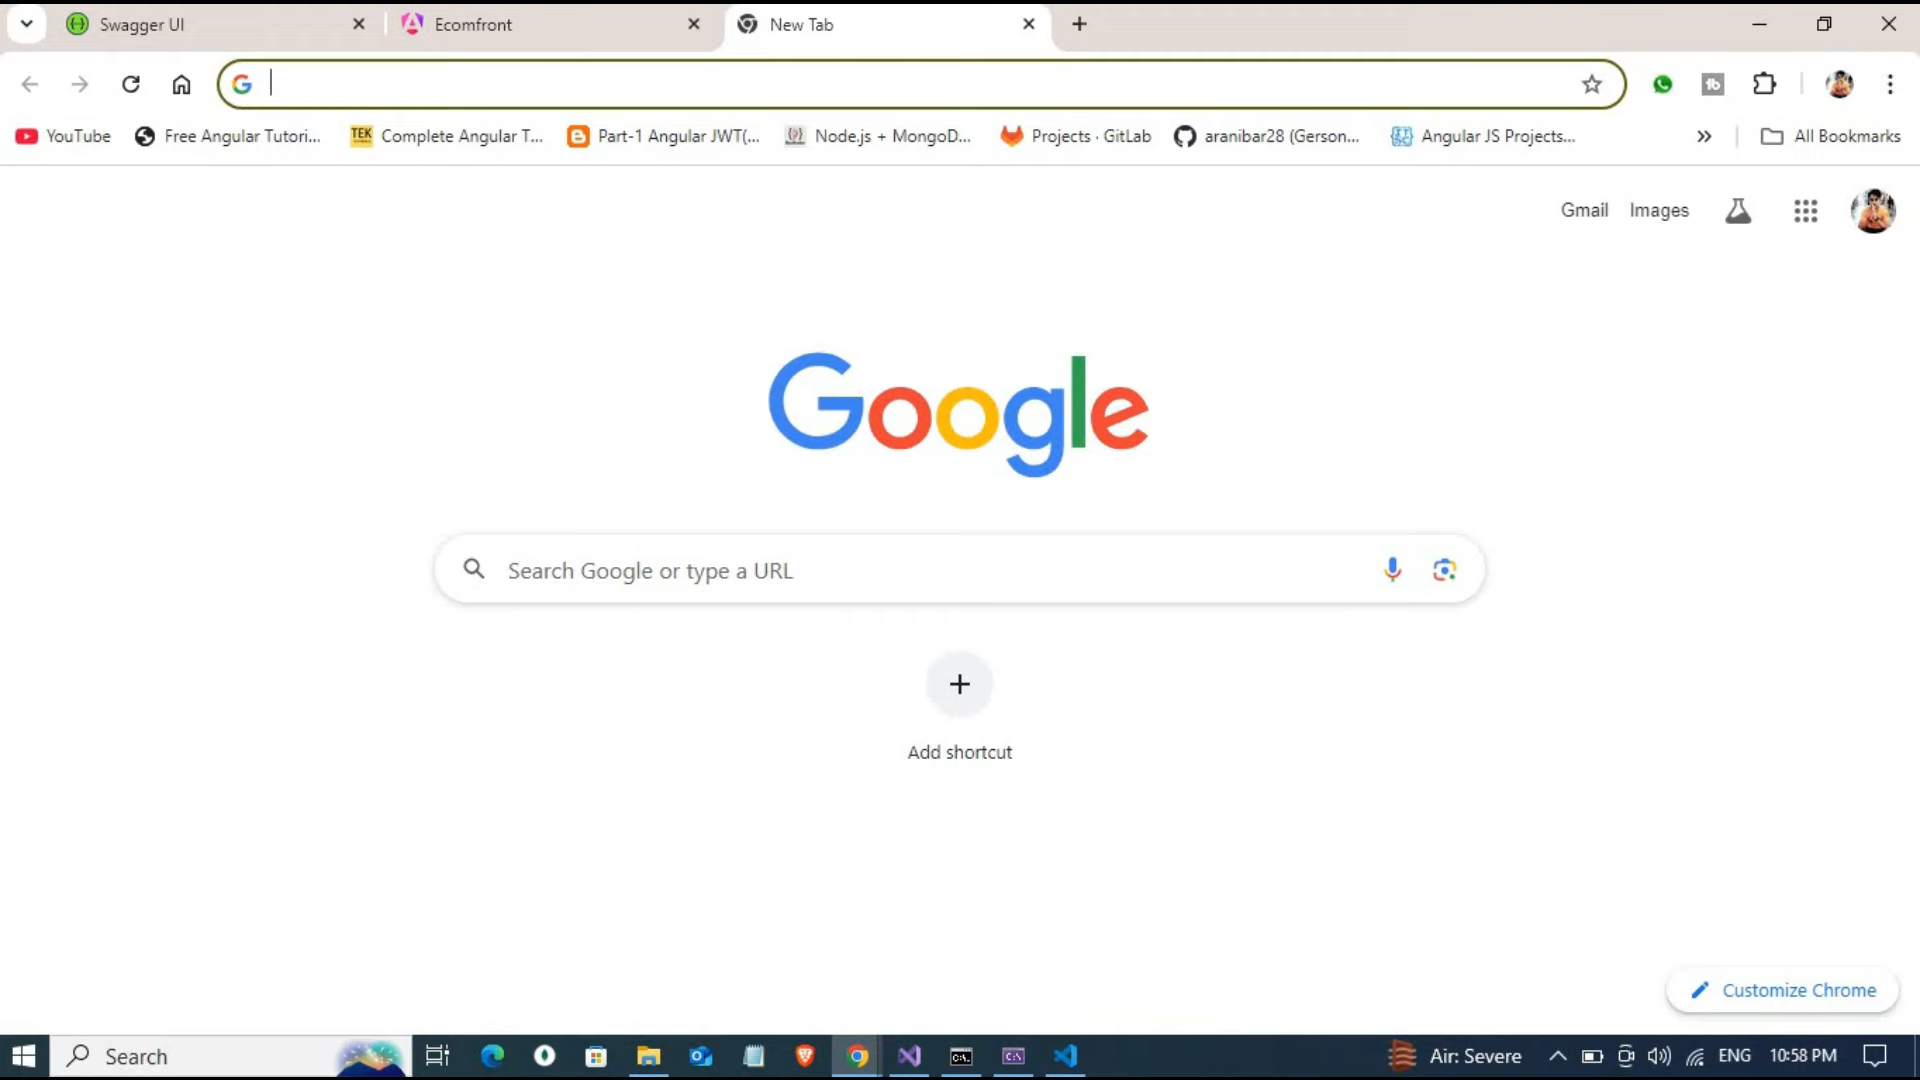 Swagger UI
Ecomfront
New Tab
YouTube
Free Angular Tutori...
TEK
Complete Angular T...
Part-1 Angular JWT(...
Node.js + MongoD...
Projects · GitLab
aranibar28 (Gerson...
Angular JS Projects...
All Bookmarks
Gmail
Images
Google
Search Google or type a URL
Add shortcut
Customize Chrome
Search
Air: Severe
ENG
10:58 PM